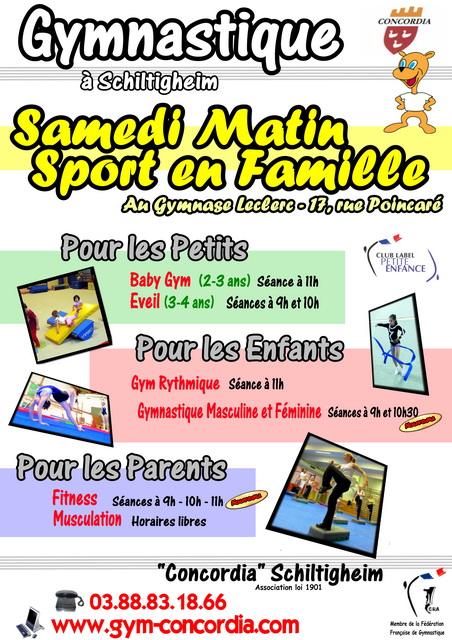 Gymnastique
CONCORDIA
à Schiltigheim
Samedi Matin
Sport en Famille
Au Gymnase Leclerc - 17, rue Poincaré
Pour les Petits
CLUB LABEL
PETITE
ENFANCE
Baby Gym (2-3 ans) Séance à 11h
Eveil (3-4 ans) Séances à 9h et 10h
Pour les Enfants
Gym Rythmique Séance à 11h
Gymnastique Masculine et Féminine Séances à 9h et 10h30
Nouveau
Pour les Parents
Fitness Séances à 9h - 10h - 11h Nouveau
Musculation Horaires libres
"Concordia" Schiltigheim
Association loi 1901
03.88.83.18.66
www.gym-concordia.com
Membre de la Fédération
Française de Gymnastique